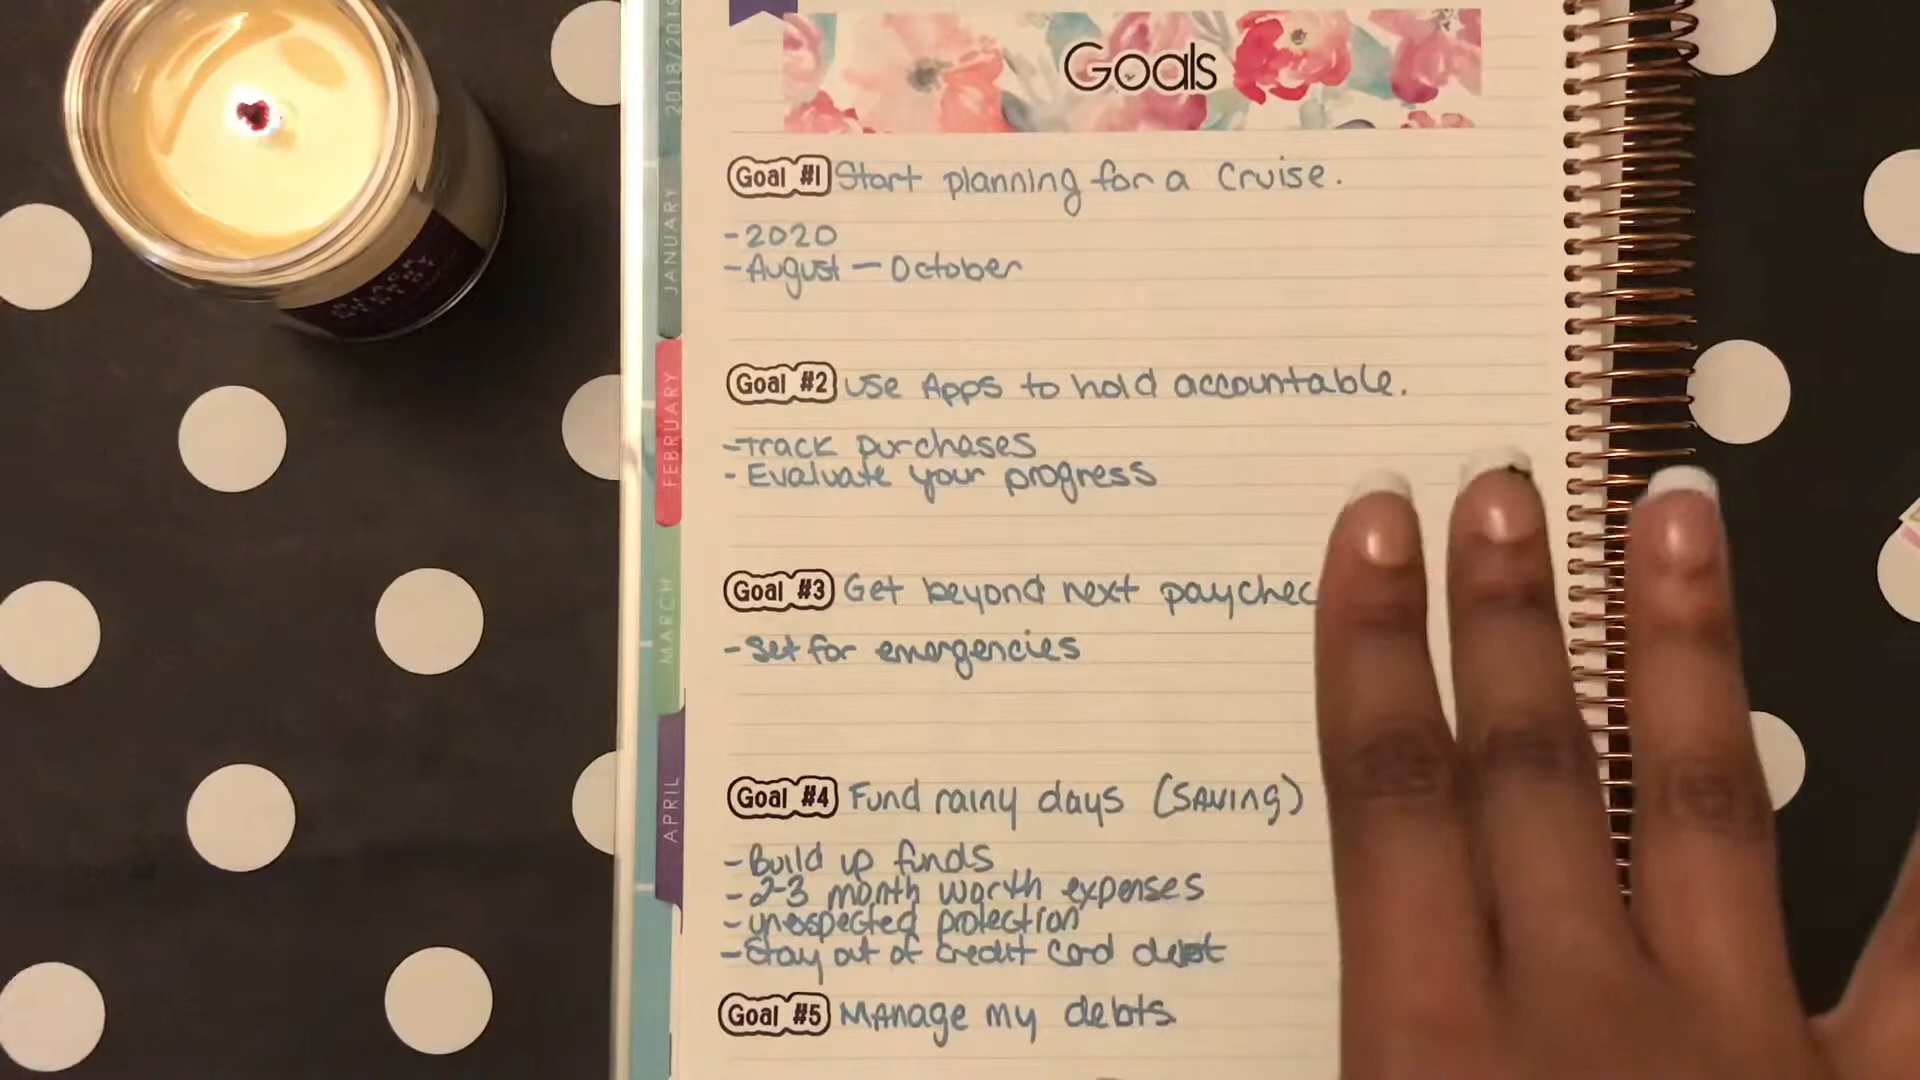 Goals
Goal #1 Start planning for a Cruise.
-2020
-August - October
Goal #2 Use Apps to hold accountable.
-Track purchases
- Evaluate your progress
Goal #3 Get beyond next paychec
-Set for emergencies
Goal #4 Fund rainy days (SAVING)
-Build up funds
-2-3 month worth expenses
-unexspected protection
-Stay out of credit card debt
Goal #5 Manage my debts
2018/2019
JANUARY
FEBRUARY
MARCH
APRIL